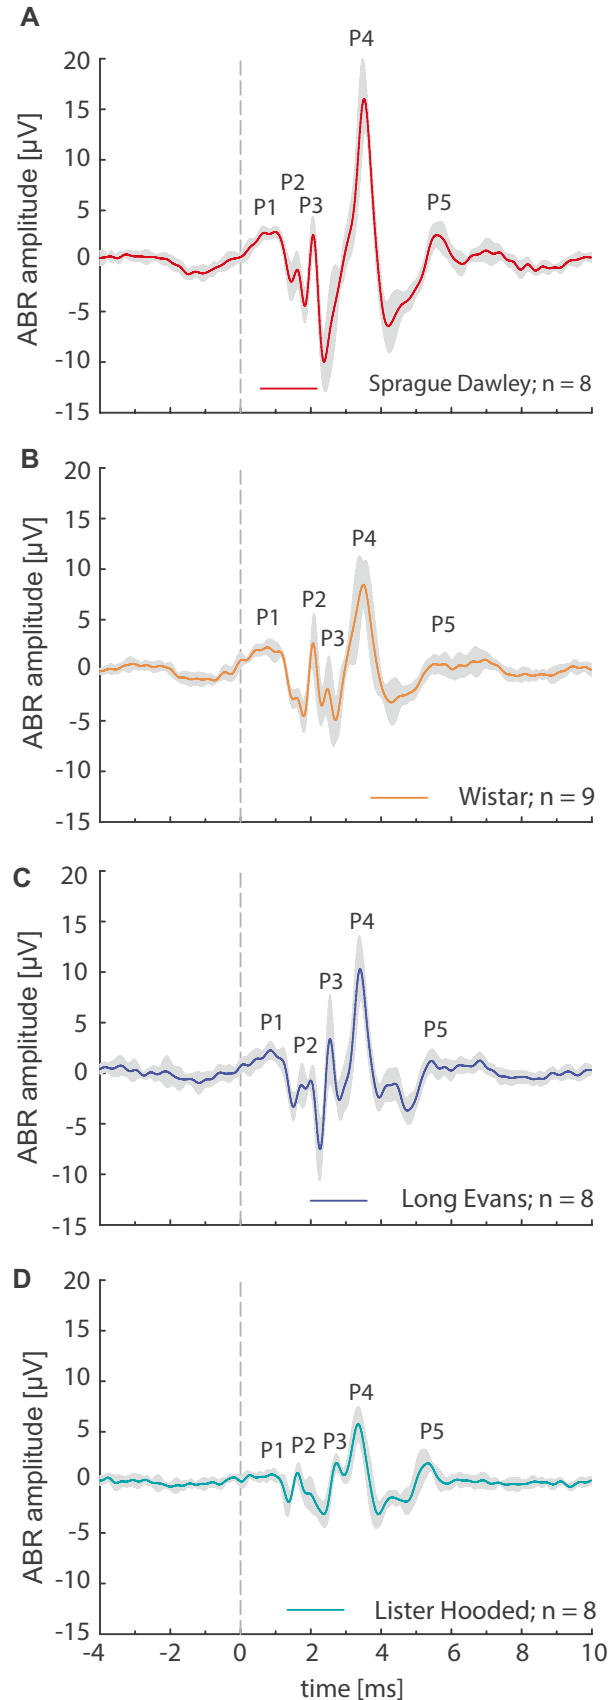 A
P4
20
15
10
5
0
-5
-10
-15
ABR amplitude [µV]
P2
P1
P3
P5
Sprague Dawley; n = 8
B
20
15
10
5
0
-5
-10
-15
ABR amplitude [µV]
P4
P2
P1
P3
P5
Wistar; n = 9
C
20
15
10
5
0
-5
-10
-15
ABR amplitude [µV]
P4
P3
P1
P2
P5
Long Evans; n = 8
D
20
15
10
5
0
-5
-10
-15
ABR amplitude [µV]
P4
P1
P2
P3
P5
Lister Hooded; n = 8
-4 -2 0 2 4 6 8 10
time [ms]